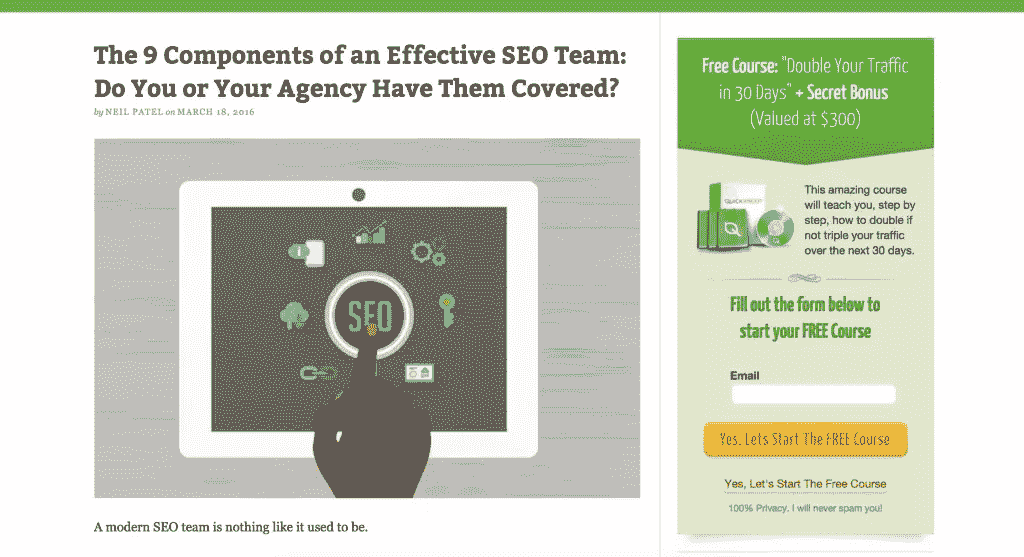 The 9 Components of an Effective SEO Team:
Do You or Your Agency Have Them Covered?
by NEIL PATEL on MARCH 18, 2016
SEO
A modern SEO team is nothing like it used to be.
Free Course: "Double Your Traffic
in 30 Days" + Secret Bonus
(Valued at $300)
This amazing course
will teach you, step by
step, how to double if
not triple your traffic
over the next 30 days.
Fill out the form below to
start your FREE Course
Email
Yes, Lets Start The FREE Course
Yes, Let's Start The Free Course
100% Privacy. I will never spam you!